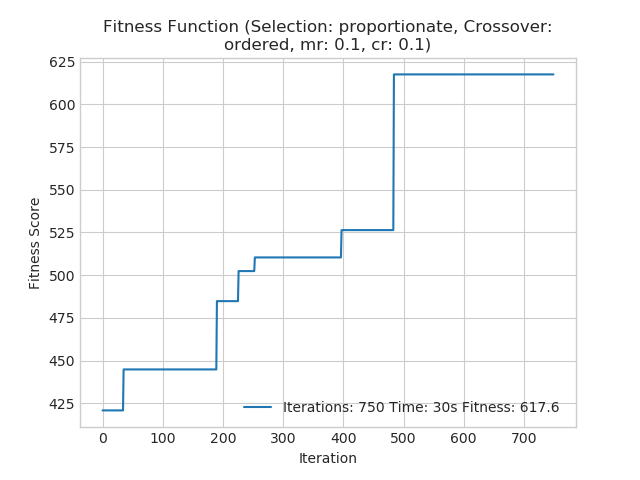 Fitness Function (Selection: proportionate, Crossover:
ordered, mr: 0.1, cr: 0.1)
625
600
575
550
525
500
475
450
425
Fitness Score
Iterations: 750 Time: 30s Fitness: 617.6
0 100 200 300 400 500 600 700
Iteration